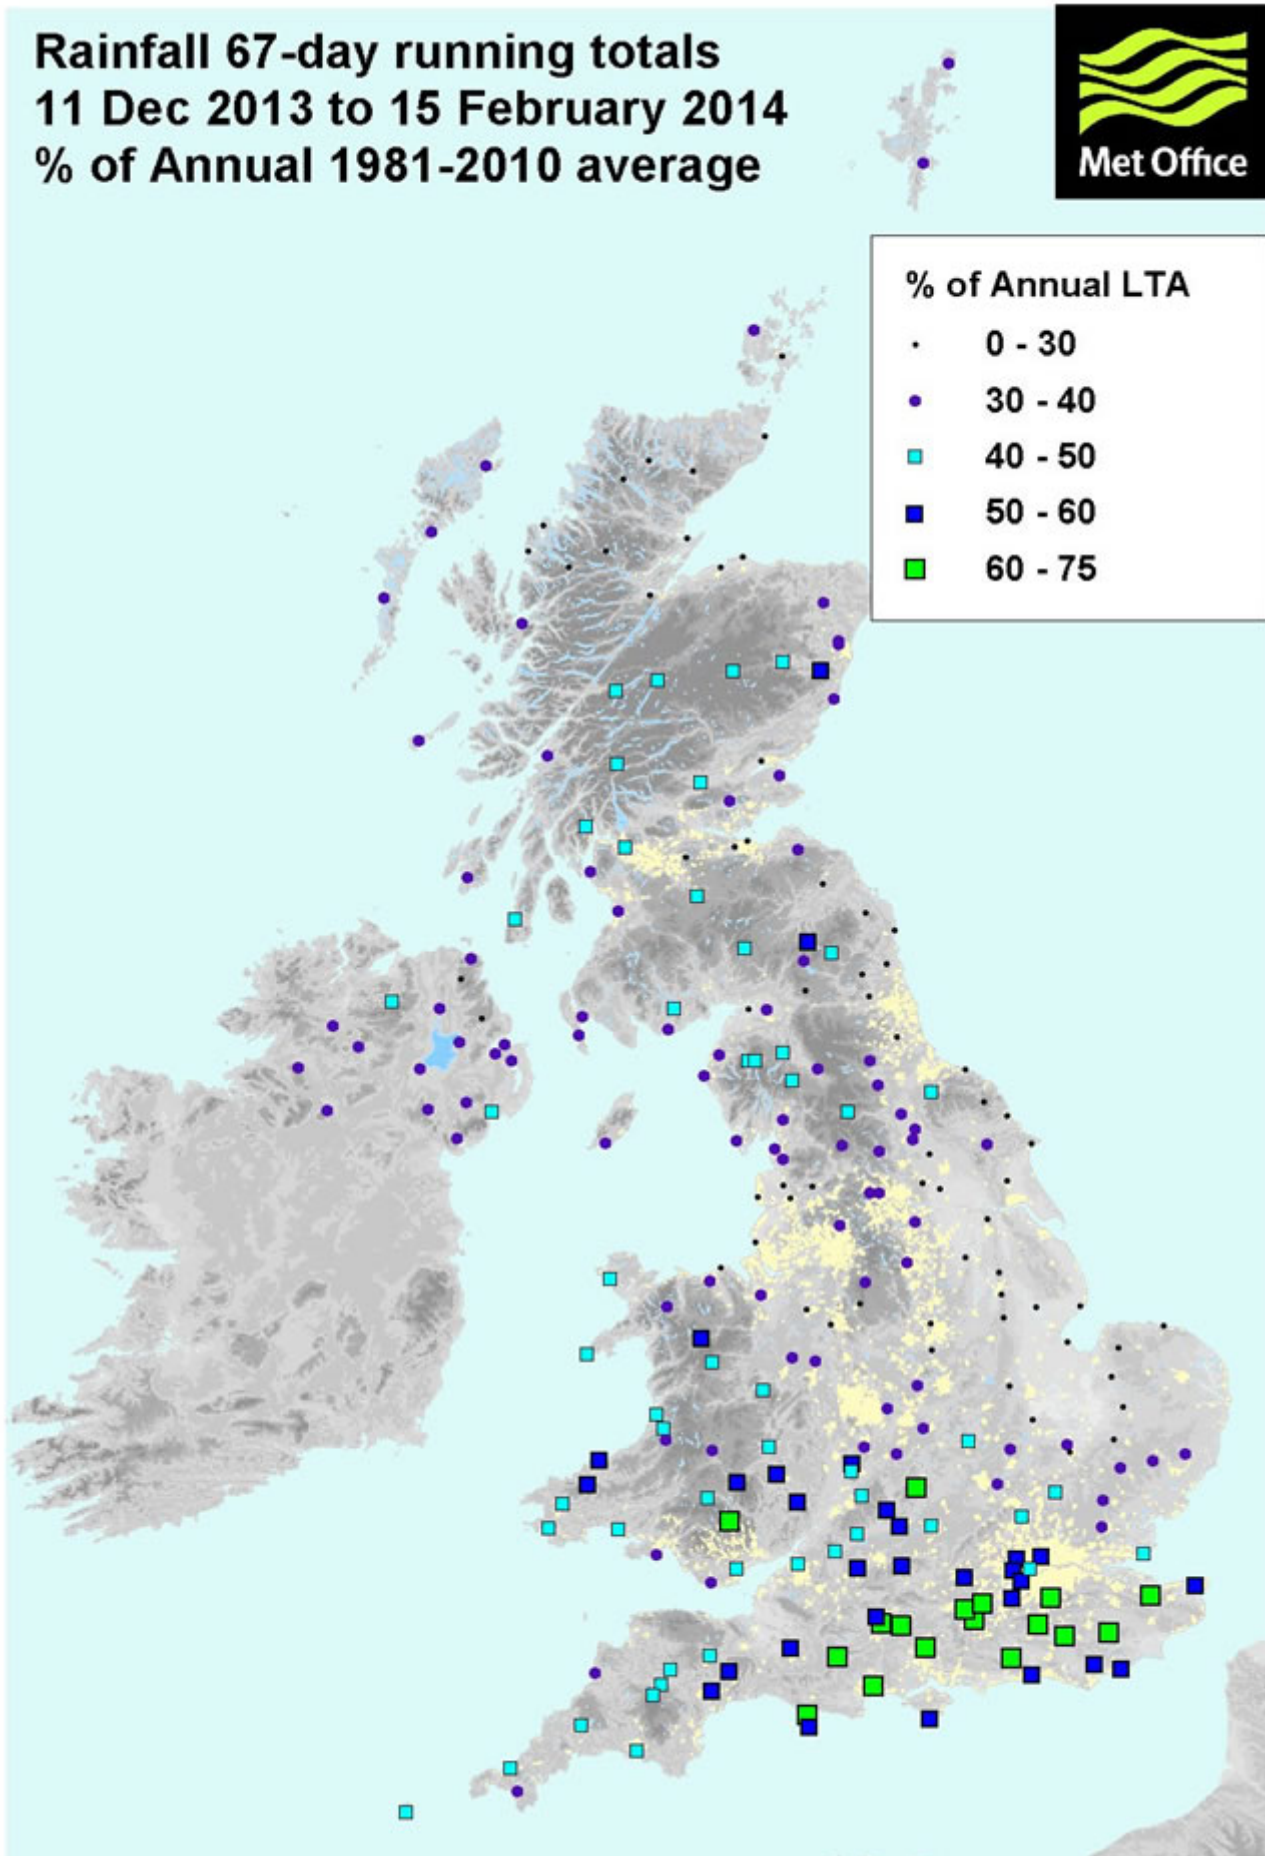 Rainfall 67-day running totals
11 Dec 2013 to 15 February 2014
% of Annual 1981-2010 average
Met Office
% of Annual LTA
0 - 30
30 - 40
40 - 50
50 - 60
60 - 75